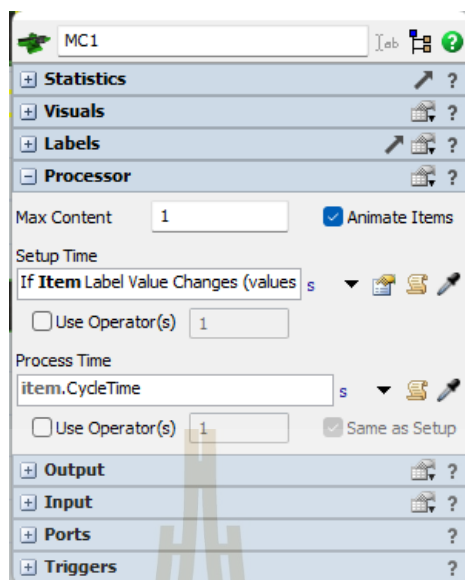 MC1
Statistics
Visuals
Labels
Processor
Max Content 1 Animate Items
Setup Time
If Item Label Value Changes (values s
Use Operator(s) 1
Process Time
item.CycleTime s
Use Operator(s) 1 Same as Setup
Output
Input
Ports
Triggers